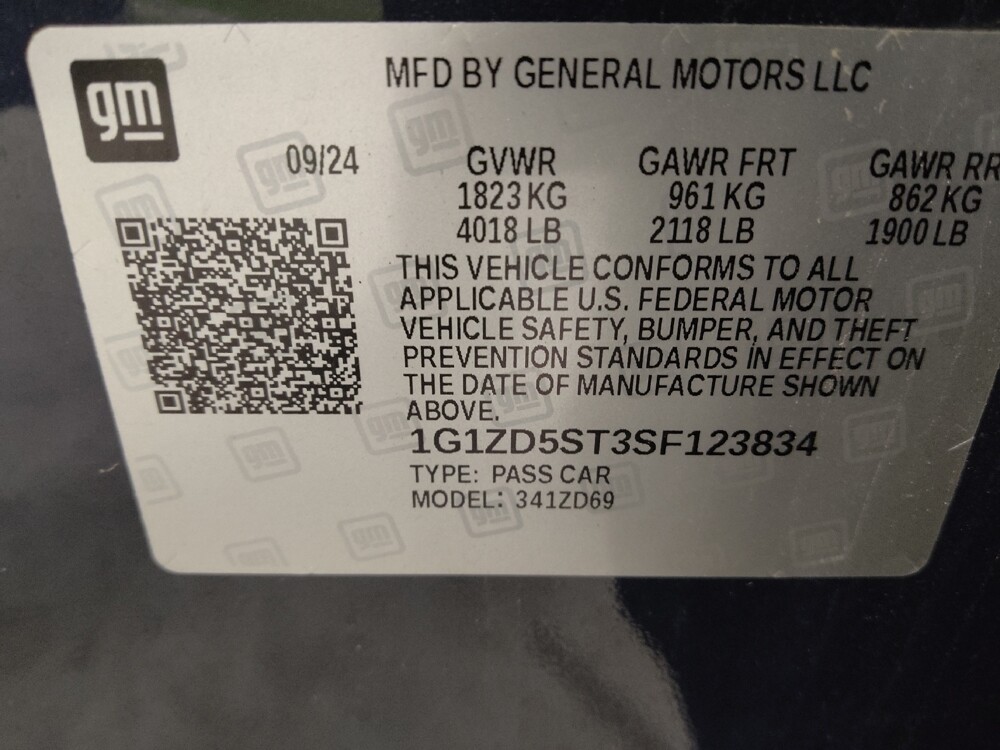 gm
MFD BY GENERAL MOTORS LLC
09/24 GVWR GAWR FRT GAWR RR
1823 KG 961 KG 862 KG
4018 LB 2118 LB 1900 LB
THIS VEHICLE CONFORMS TO ALL
APPLICABLE U.S. FEDERAL MOTOR
VEHICLE SAFETY, BUMPER, AND THEFT
PREVENTION STANDARDS IN EFFECT ON
THE DATE OF MANUFACTURE SHOWN
ABOVE.
1G1ZD5ST3SF123834
TYPE: PASS CAR
MODEL: 341ZD69